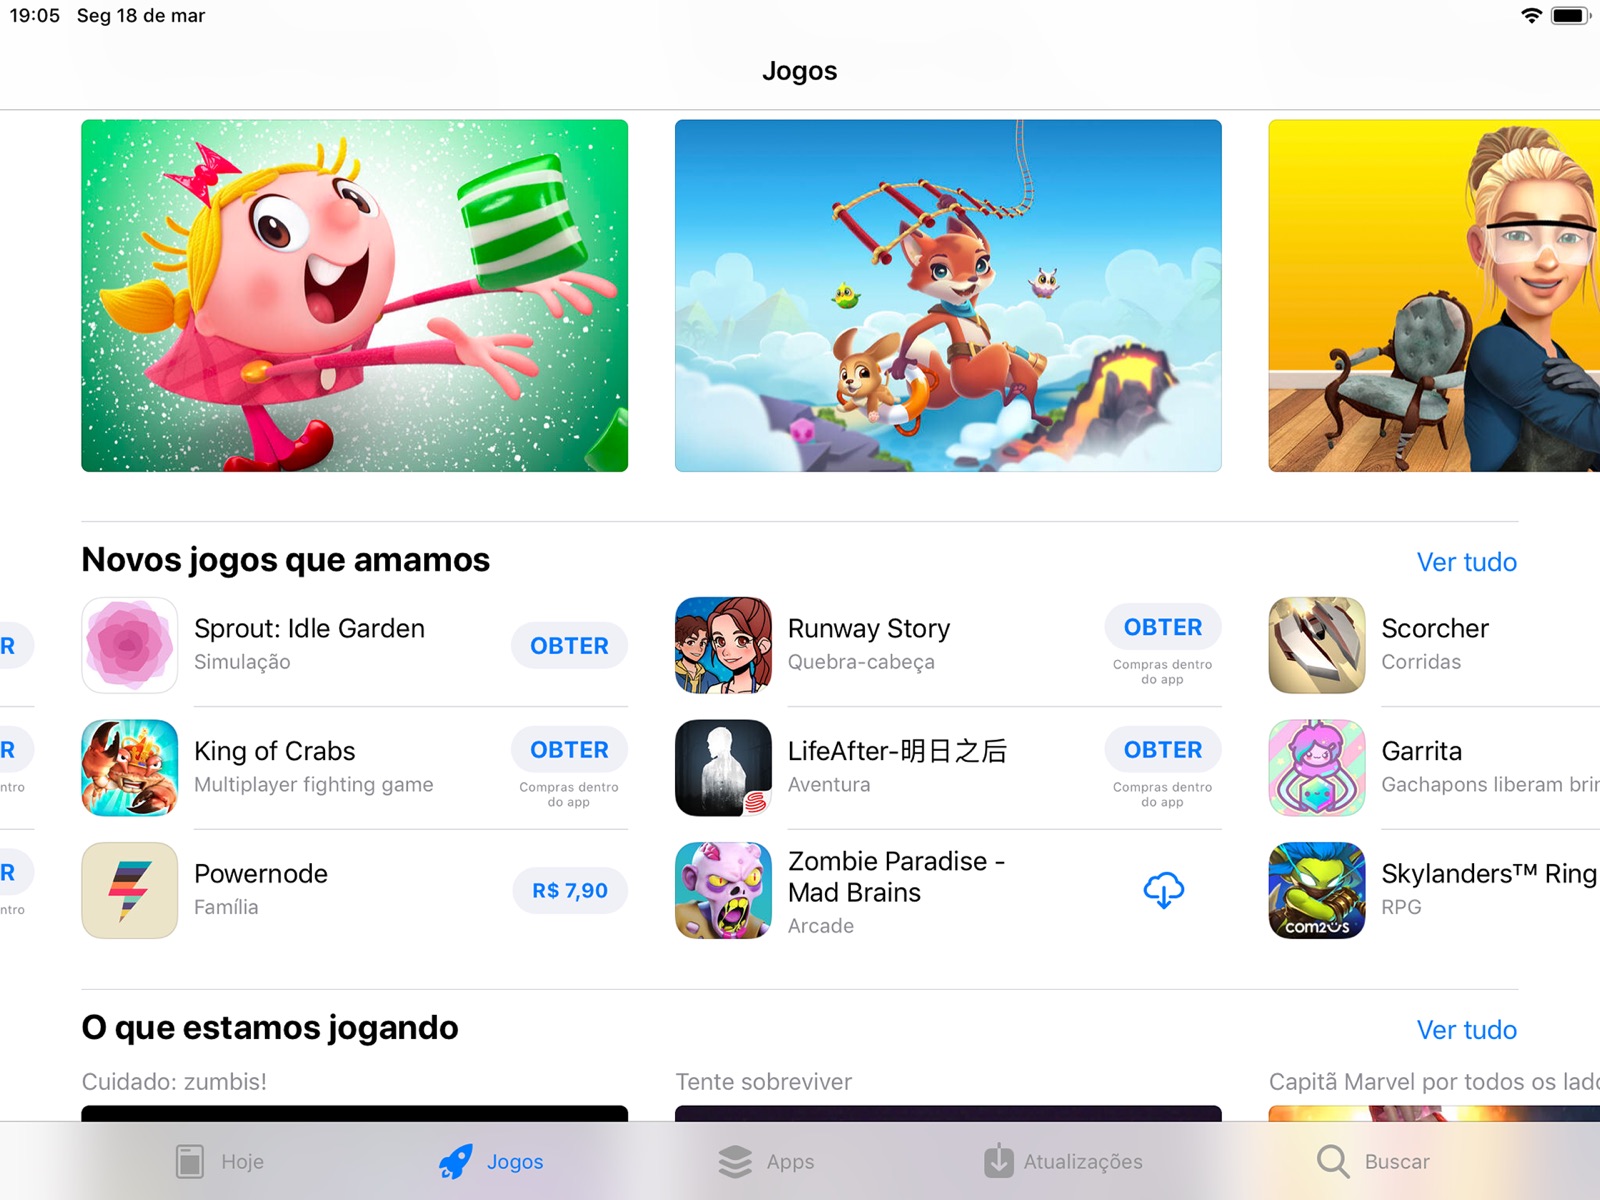 19:05 Seg 18 de mar
Jogos
Novos jogos que amamos
Ver tudo
R
Sprout: Idle Garden
Simulação
OBTER
Runway Story
Quebra-cabeça
OBTER
Compras dentro
do app
Scorcher
Corridas
R
ntro
King of Crabs
Multiplayer fighting game
OBTER
Compras dentro
do app
LifeAfter-明日之后
Aventura
OBTER
Compras dentro
do app
Garrita
Gachapons liberam brin
R
ntro
Powernode
Família
R$ 7,90
Zombie Paradise -
Mad Brains
Arcade
com2us
Skylanders™ Ring
RPG
O que estamos jogando
Ver tudo
Cuidado: zumbis!
Tente sobreviver
Capitã Marvel por todos os lado
Hoje
Jogos
Apps
Atualizações
Buscar